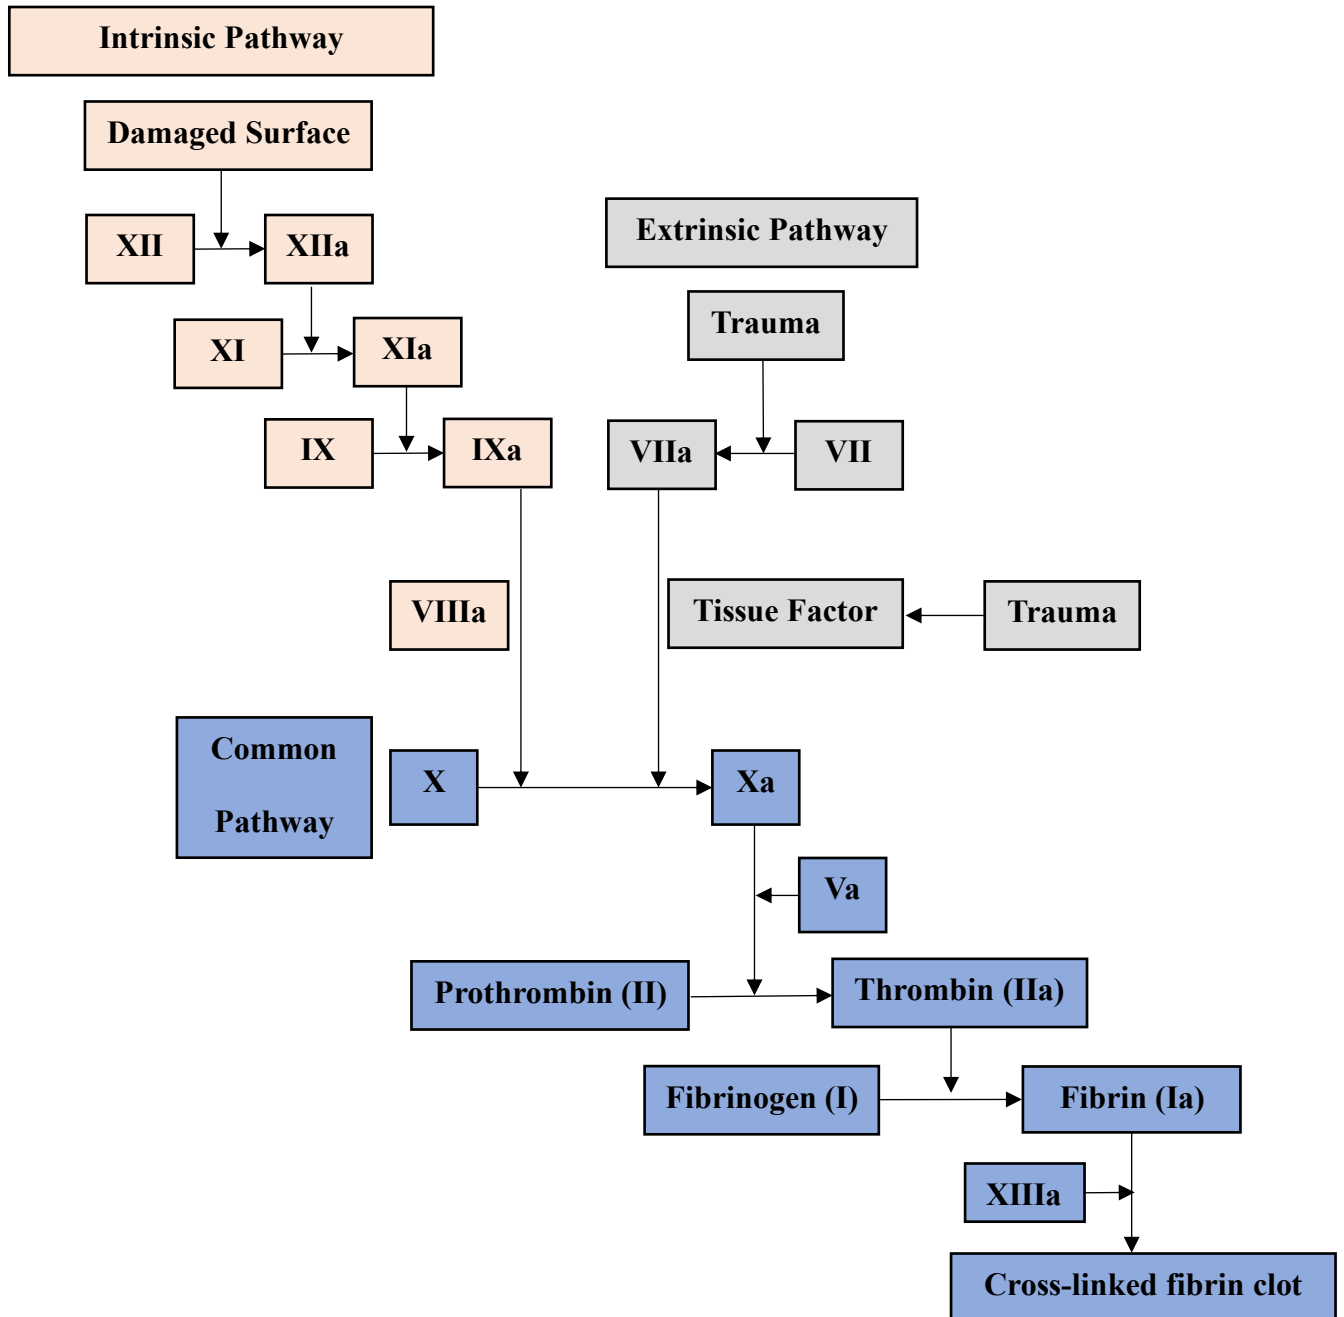 Intrinsic Pathway
Damaged Surface
XII
XIIa
Extrinsic Pathway
Trauma
XI
XIa
IX
IXa
VIIa
VII
VIIIa
Tissue Factor
Trauma
Common
Pathway
X
Xa
Va
Prothrombin (II)
Thrombin (IIa)
Fibrinogen (I)
Fibrin (Ia)
XIIIa
Cross-linked fibrin clot